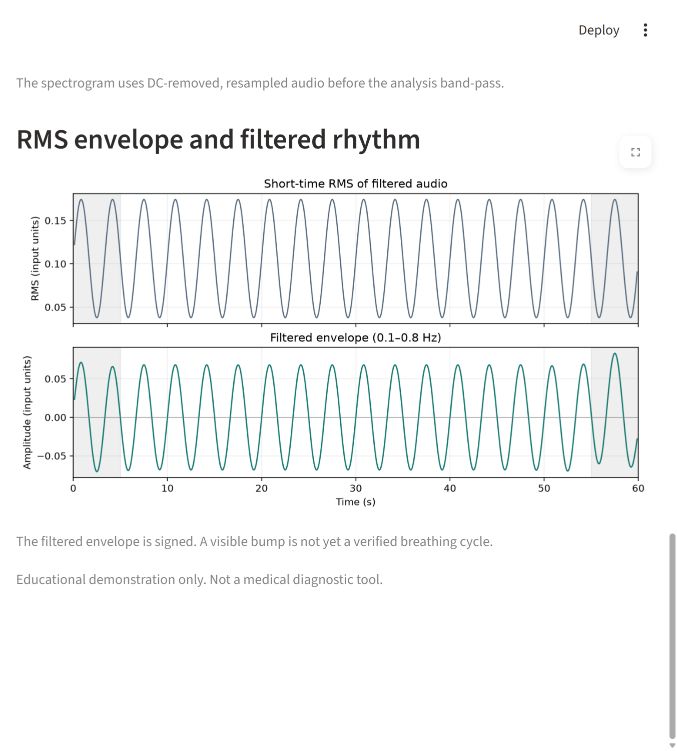 Deploy
The spectrogram uses DC-removed, resampled audio before the analysis band-pass.
RMS envelope and filtered rhythm
Short-time RMS of filtered audio
RMS (input units)
0.15
0.10
0.05
Filtered envelope (0.1–0.8 Hz)
Amplitude (input units)
0.05
0.00
−0.05
0 10 20 30 40 50 60
Time (s)
The filtered envelope is signed. A visible bump is not yet a verified breathing cycle.
Educational demonstration only. Not a medical diagnostic tool.